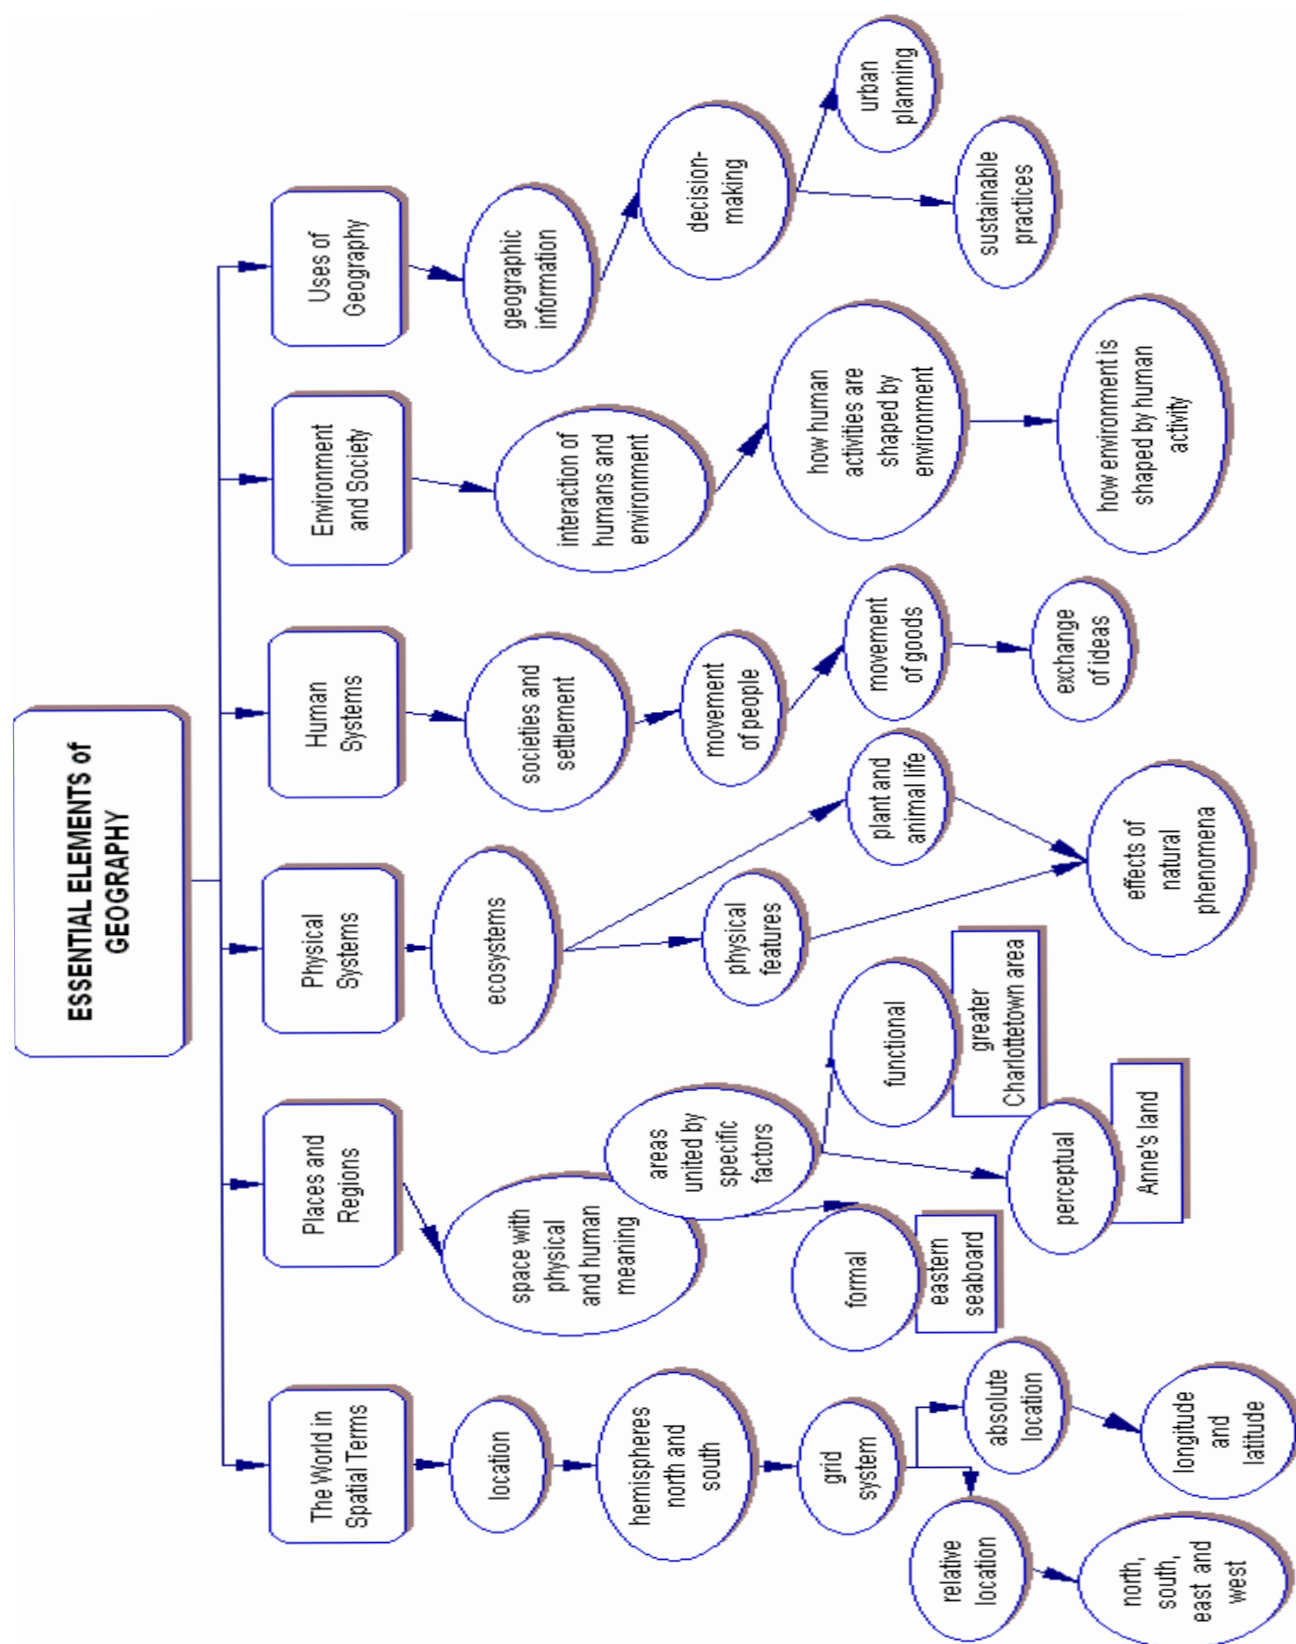 ESSENTIAL ELEMENTS of
GEOGRAPHY
The World in
Spatial Terms
location
hemispheres
north and
south
grid
system
relative
location
north,
south,
east and
west
absolute
location
longitude
and
latitude
Places and
Regions
space with
physical
and human
meaning
areas
united by
specific
factors
formal
eastern
seaboard
perceptual
Anne's land
functional
greater
Charlottetown area
Physical
Systems
ecosystems
physical
features
plant and
animal life
effects of
natural
phenomena
Human
Systems
societies and
settlement
movement
of people
movement
of goods
exchange
of ideas
Environment
and Society
interaction of
humans and
environment
how human
activities are
shaped by
environment
how environment is
shaped by human
activity
Uses of
Geography
geographic
information
decision-
making
sustainable
practices
urban
planning